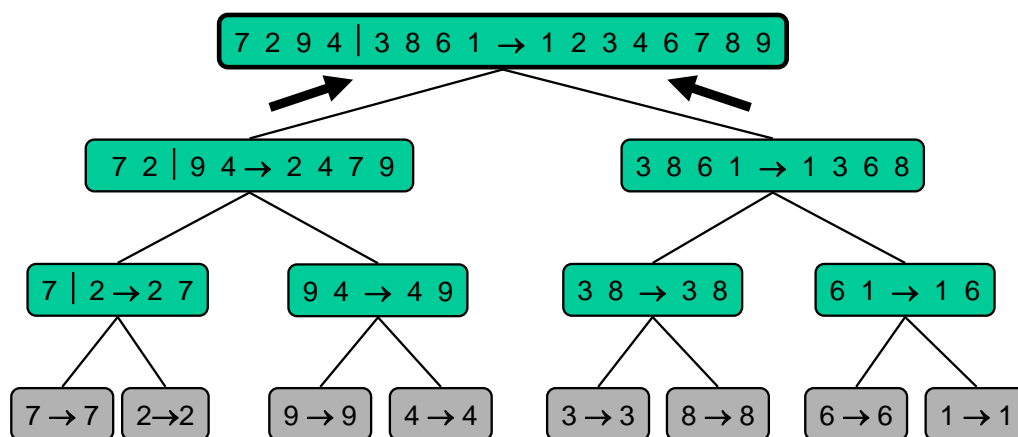 7 2 9 4 | 3 8 6 1 → 1 2 3 4 6 7 8 9
7 2 | 9 4 → 2 4 7 9
3 8 6 1 → 1 3 6 8
7 | 2 → 2 7
9 4 → 4 9
3 8 → 3 8
6 1 → 1 6
7 → 7
2→2
9 → 9
4 → 4
3 → 3
8 → 8
6 → 6
1 → 1